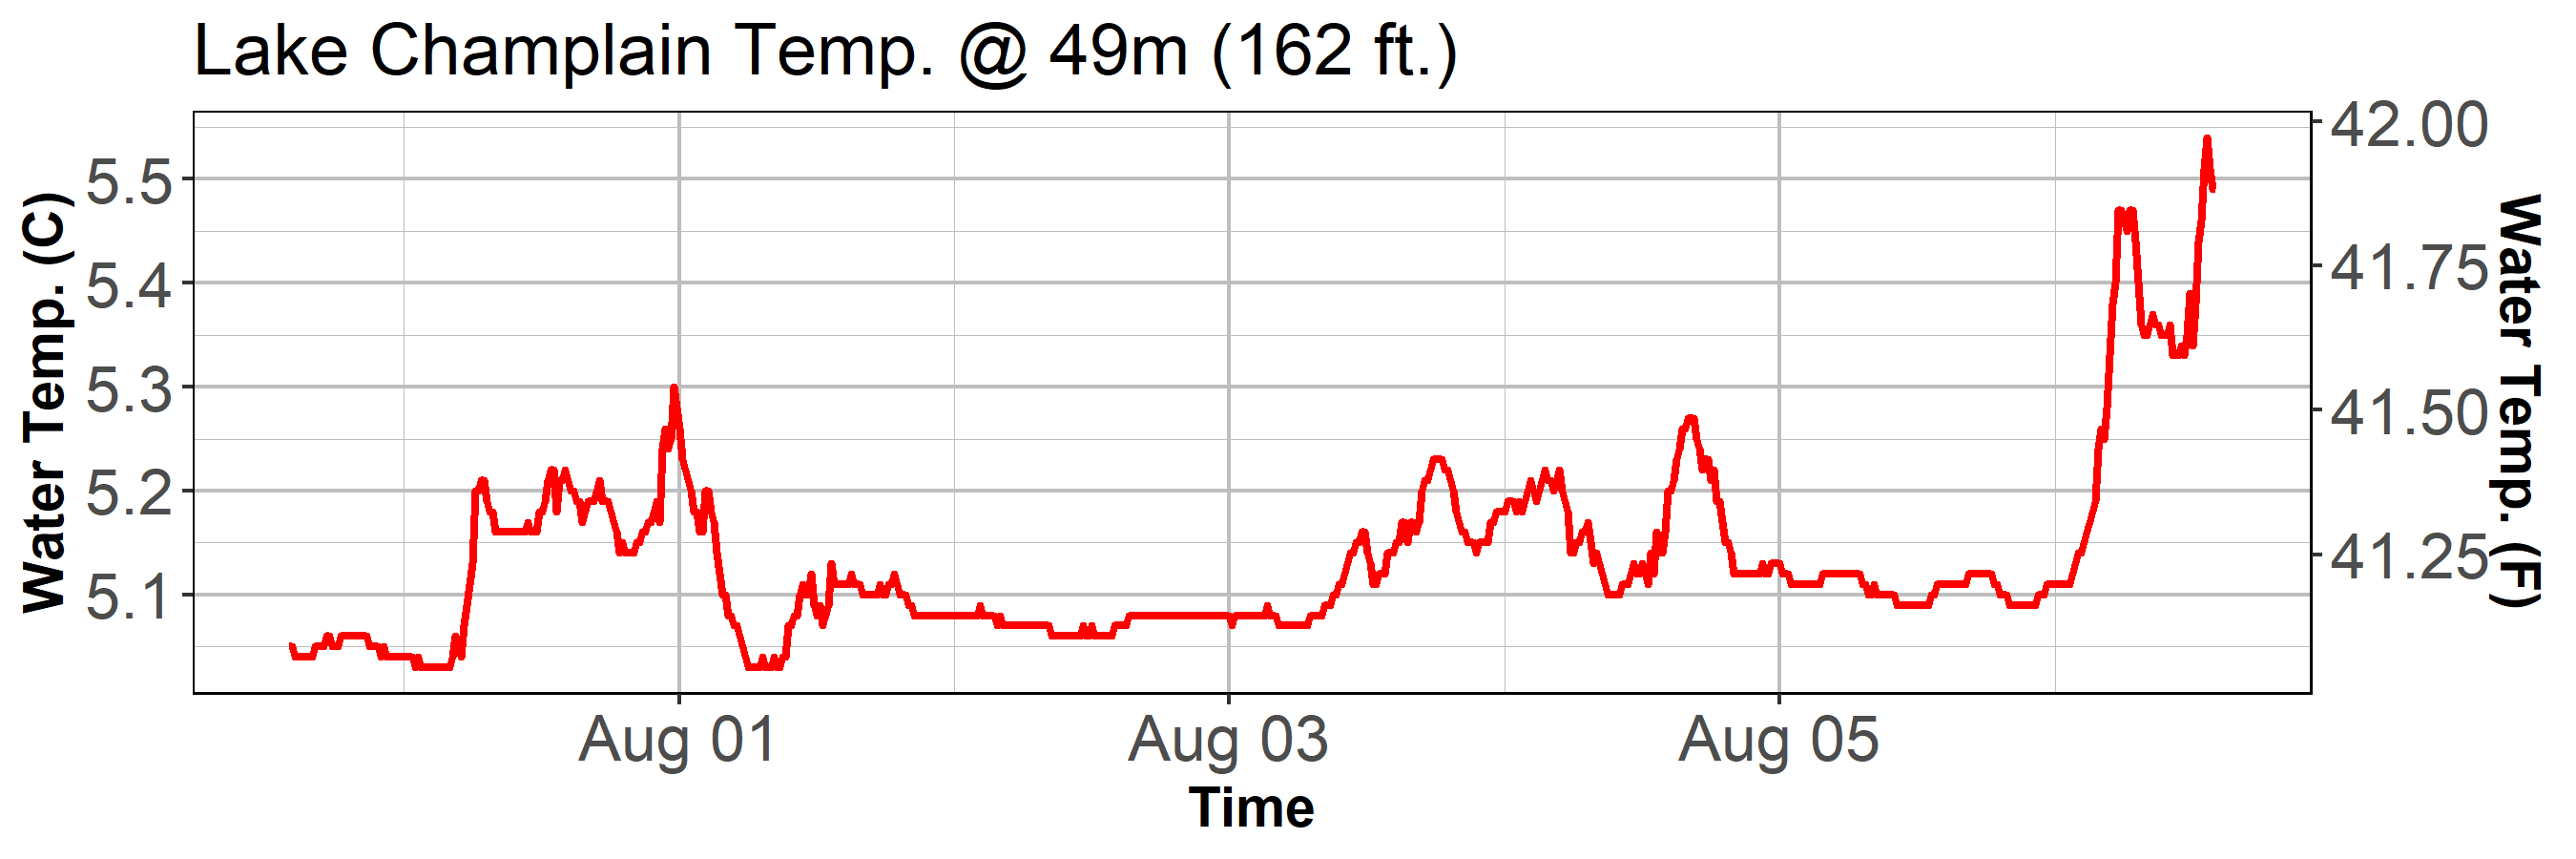 Lake Champlain Temp. @ 49m (162 ft.)
Water Temp. (C)
5.5
5.4
5.3
5.2
5.1
42.00
41.75
41.50
41.25
Water Temp. (F)
Aug 01
Aug 03
Aug 05
Time